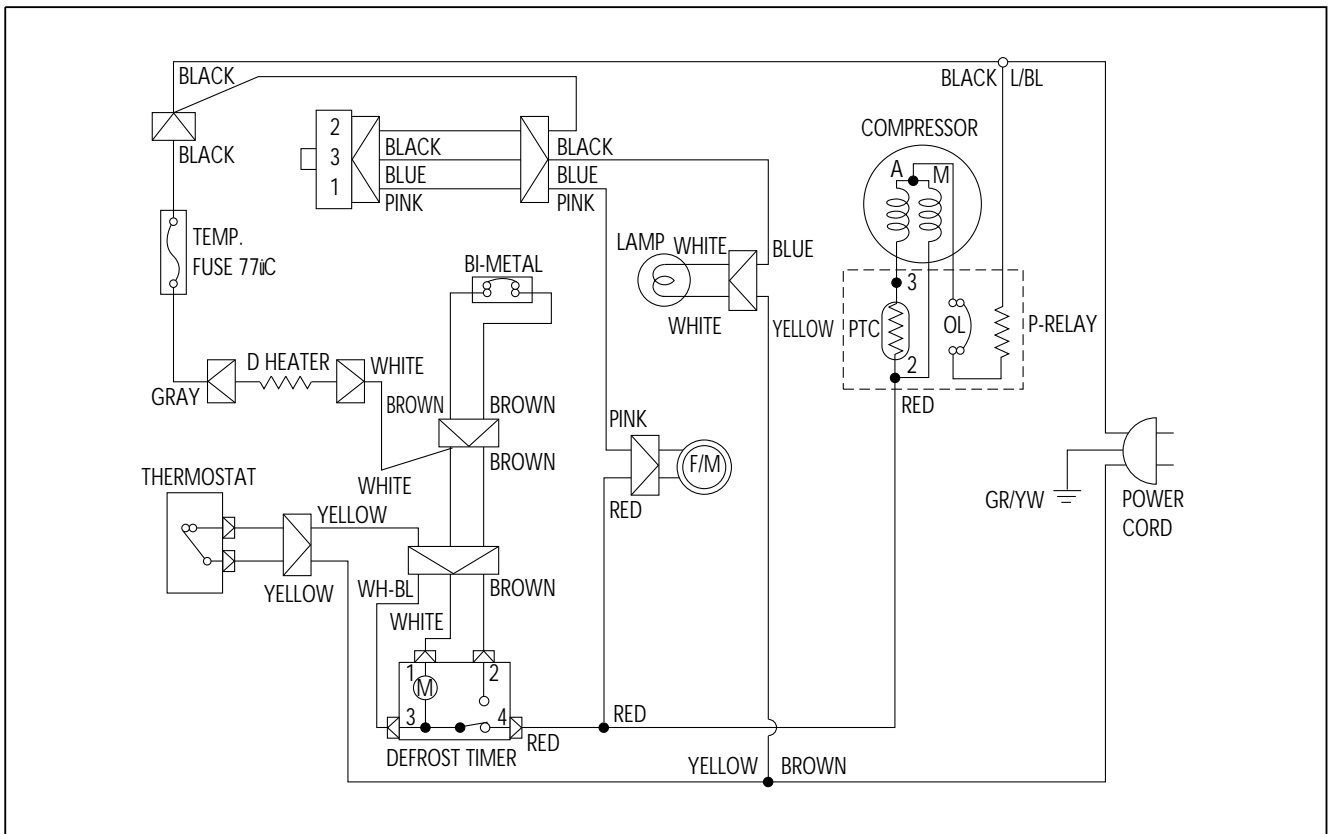 BLACK
BLACK L/BL
COMPRESSOR
2
BLACK
BLACK
BLACK
3
BLUE
BLUE
1
PINK
PINK
A
M
TEMP.
FUSE 77üC
LAMP
WHITE
BLUE
BI-METAL
3
WHITE
YELLOW
PTC
OL
P-RELAY
D HEATER
WHITE
2
GRAY
BROWN
BROWN
RED
PINK
F/M
BROWN
WHITE
THERMOSTAT
RED
GR/YW
POWER
CORD
YELLOW
YELLOW
WH-BL
BROWN
WHITE
1
2
M
3
4
RED
RED
DEFROST TIMER
YELLOW
BROWN